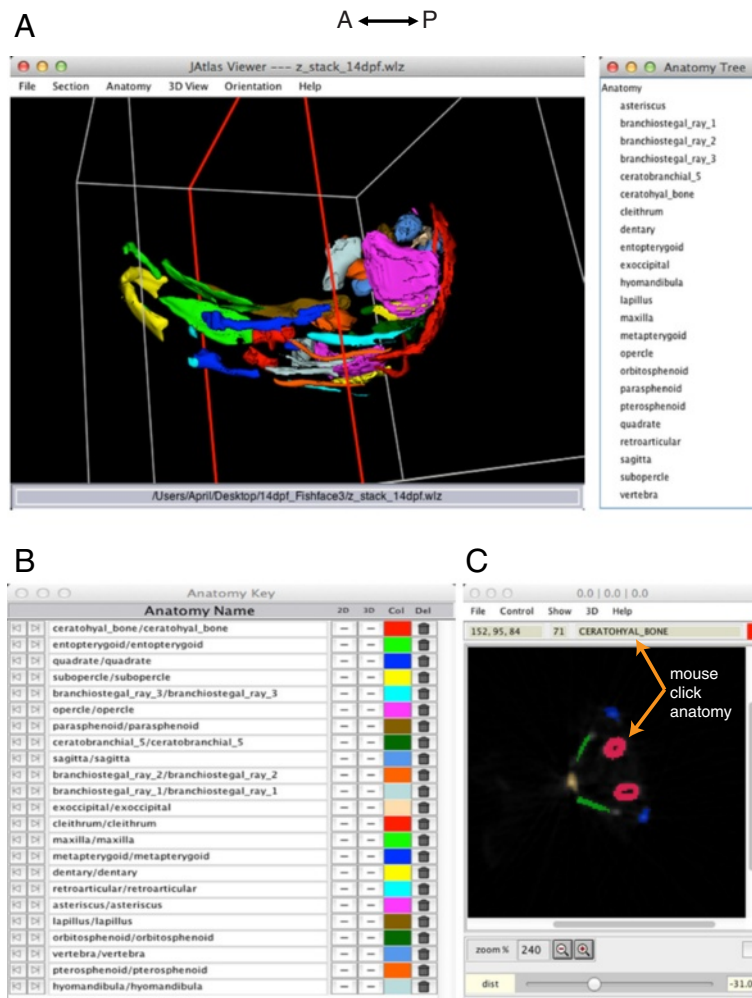 A
A P
JAtlas Viewer --- z_stack_14dpf.wlz
File Section Anatomy 3D View Orientation Help
/Users/April/Desktop/14dpf_Fishface3/z_stack_14dpf.wlz
Anatomy Tree
Anatomy
asteriscus
branchiostegal_ray_1
branchiostegal_ray_2
branchiostegal_ray_3
ceratobranchial_5
ceratohyal_bone
cleithrum
dentary
entopterygoid
exoccipital
hyomandibula
lapillus
maxilla
metapterygoid
opercle
orbitosphenoid
parasphenoid
pterosphenoid
quadrate
retroarticular
sagitta
subopercle
vertebra
B
Anatomy Key
Anatomy Name 2D 3D Col Del
ceratohyal_bone/ceratohyal_bone
entopterygoid/entopterygoid
quadrate/quadrate
subopercle/subopercle
branchiostegal_ray_3/branchiostegal_ray_3
opercle/opercle
parasphenoid/parasphenoid
ceratobranchial_5/ceratobranchial_5
sagitta/sagitta
branchiostegal_ray_2/branchiostegal_ray_2
branchiostegal_ray_1/branchiostegal_ray_1
exoccipital/exoccipital
cleithrum/cleithrum
maxilla/maxilla
metapterygoid/metapterygoid
dentary/dentary
retroarticular/retroarticular
asteriscus/asteriscus
lapillus/lapillus
orbitosphenoid/orbitosphenoid
vertebra/vertebra
pterosphenoid/pterosphenoid
hyomandibula/hyomandibula
C
0.0 | 0.0 | 0.0
File Control Show 3D Help
152, 95, 84 71 CERATOHYAL_BONE
mouse
click
anatomy
zoom % 240
dist -31.0